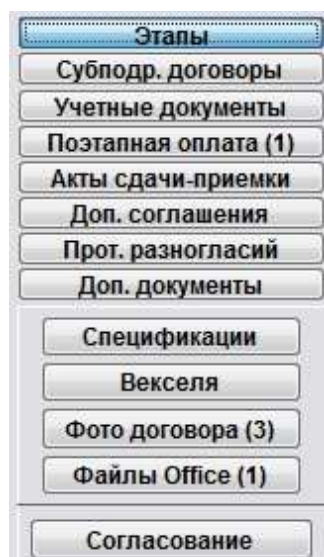 Этапы
Субподр. договоры
Учетные документы
Поэтапная оплата (1)
Акты сдачи-приемки
Доп. соглашения
Прот. разногласий
Доп. документы
Спецификации
Векселя
Фото договора (3)
Файлы Office (1)
Согласование